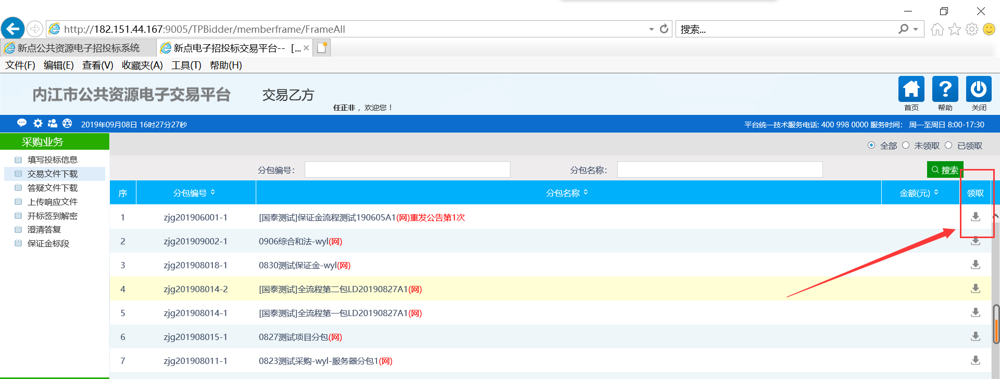 http://182.151.44.167:9005/TPBidder/memberframe/FrameAll
搜索...
新点公共资源电子招投标系统
新点电子招投标交易平台-- [...
文件(F) 编辑(E) 查看(V) 收藏夹(A) 工具(T) 帮助(H)
内江市公共资源电子交易平台 交易乙方
任正非 ，欢迎您！
首页 帮助 关闭
2019年09月08日 16时27分27秒
平台统一技术服务电话: 400 998 0000 服务时间： 周一至周日 8:00-17:30
采购业务
填写投标信息
交易文件下载
答疑文件下载
上传响应文件
开标签到解密
澄清答复
保证金标段
全部 未领取 已领取
分包编号： 分包名称： 搜索
序 分包编号 分包名称 金额(元) 领取
1 zjg201906001-1 [国泰测试]保证金流程测试190605A1(网)重发公告第1次
2 zjg201909002-1 0906综合和法-wyl(网)
3 zjg201908018-1 0830测试保证金-wyl(网)
4 zjg201908014-2 [国泰测试]全流程第二包LD20190827A1(网)
5 zjg201908014-1 [国泰测试]全流程第一包LD20190827A1(网)
6 zjg201908015-1 0827测试项目分包(网)
7 zjg201908011-1 0823测试采购-wyl-服务器分包1(网)